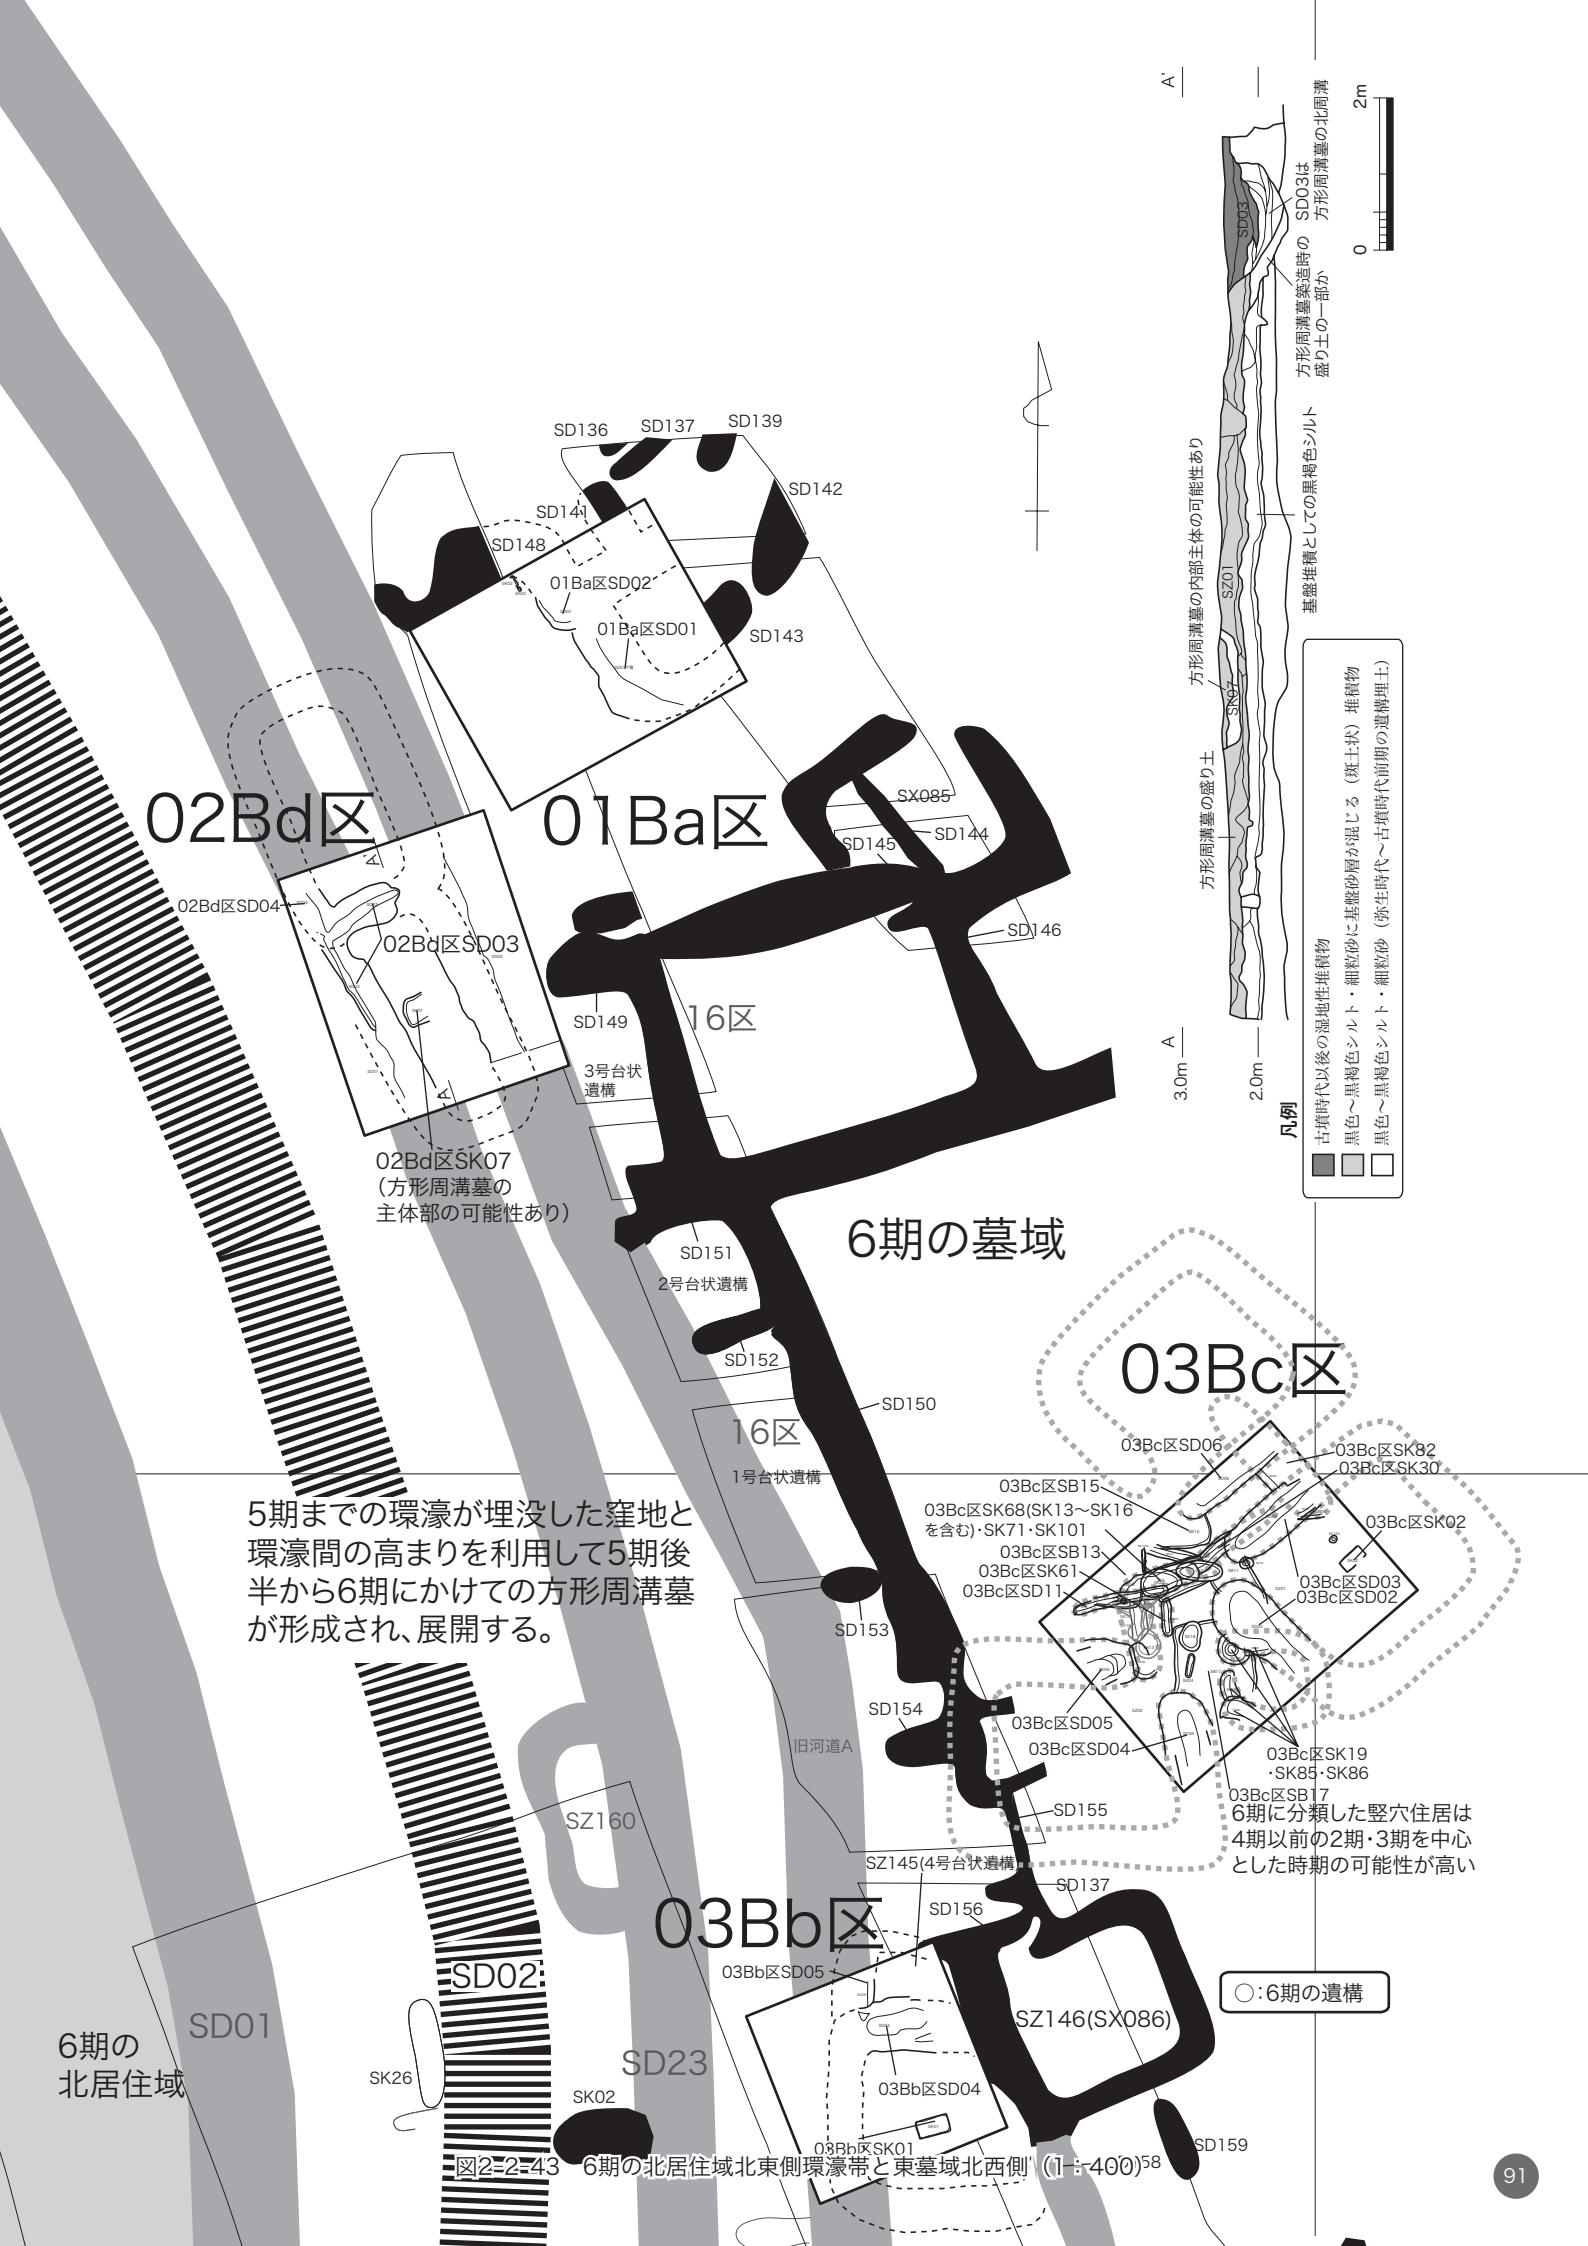 A'
2m
0
SD03は
方形周溝墓の北周溝
方形周溝墓築造時の
盛り土の一部か
SD03
基盤堆積としての黒褐色シルト
方形周溝墓の内部主体の可能性あり
SZ01
SK07
方形周溝墓の盛り土
A
3.0m
2.0m
凡例
古墳時代以後の湿地性堆積物
黒色〜黒褐色シルト・細粒砂に基盤砂層が混じる（斑土状）堆積物
黒色〜黒褐色シルト・細粒砂（弥生時代〜古墳時代前期の遺構埋土）
SD136
SD137
SD139
SD142
SD141
SD148
01Ba区SD02
01Ba区SD01
SD143
02Bd区
01Ba区
SX085
SD144
SD145
A'
02Bd区SD04
02Bd区SD03
SD146
SD149
16区
3号台状
遺構
A
02Bd区SK07
（方形周溝墓の
主体部の可能性あり）
6期の墓域
SD151
2号台状遺構
SD152
SD150
16区
1号台状遺構
03Bc区
03Bc区SD06
03Bc区SK82
03Bc区SK30
03Bc区SB15
03Bc区SK68(SK13〜SK16
を含む)・SK71・SK101
03Bc区SK02
03Bc区SB13
03Bc区SK61
03Bc区SD11
03Bc区SD03
03Bc区SD02
5期までの環濠が埋没した窪地と
環濠間の高まりを利用して5期後
半から6期にかけての方形周溝墓
が形成され、展開する。
SD153
SD154
03Bc区SD05
03Bc区SD04
旧河道A
03Bc区SK19
・SK85・SK86
03Bc区SB17
6期に分類した竪穴住居は
4期以前の2期・3期を中心
とした時期の可能性が高い
SD155
SZ160
SZ145(4号台状遺構)
SD137
SD156
03Bb区
03Bb区SD05
SD02
SD01
○：6期の遺構
SZ146(SX086)
6期の
北居住域
SD23
SK26
SK02
03Bb区SD04
03Bb区SK01
SD159
図2-2-43　6期の北居住域北東側環濠帯と東墓域北西側（1：400）
91